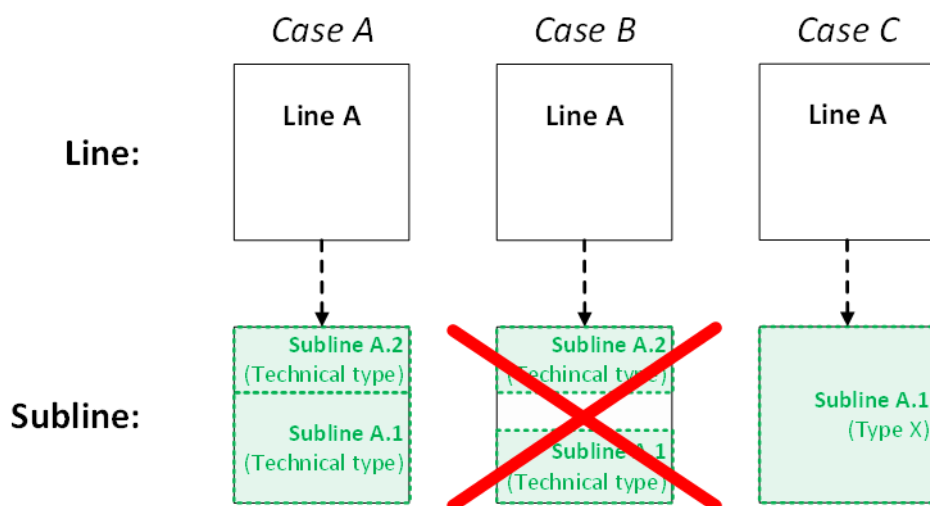 Case A
Case B
Case C
Line:
Line A
Line A
Line A
Subline:
Subline A.2
(Technical type)
Subline A.1
(Technical type)
Subline A.2
(Techincal type)
Subline A.1
(Technical type)
Subline A.1
(Type X)